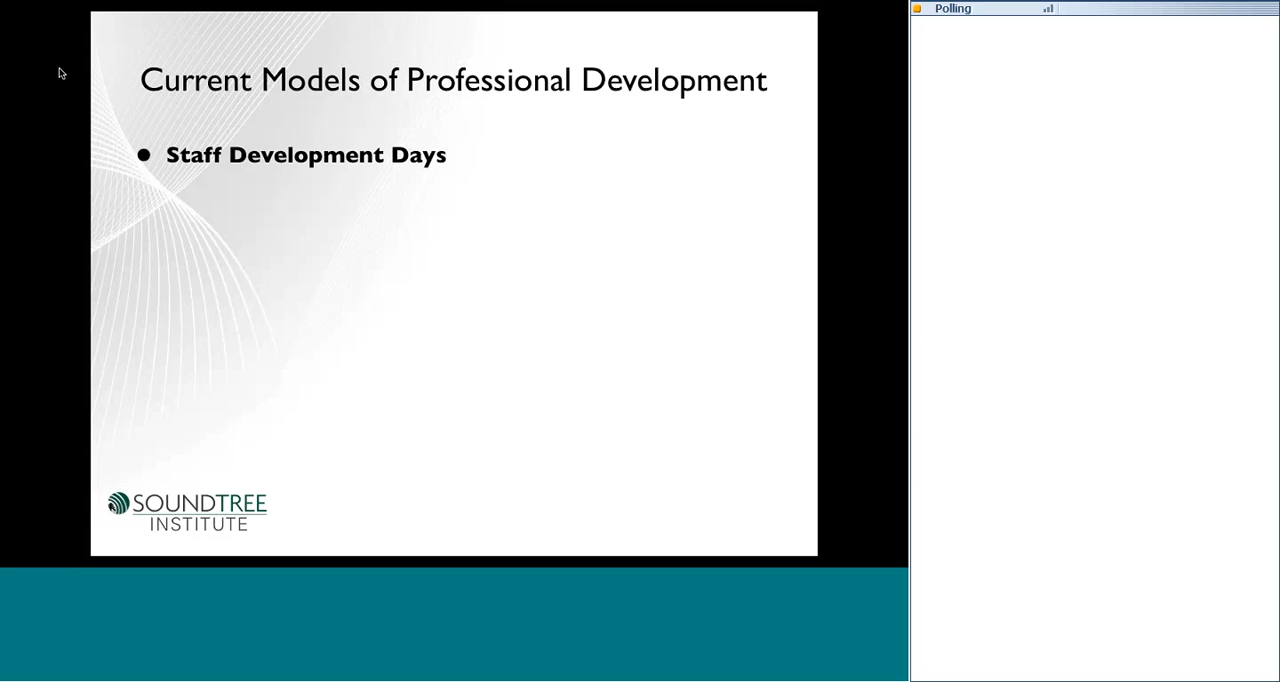 Polling
Current Models of Professional Development
● Staff Development Days
SOUNDTREE
INSTITUTE